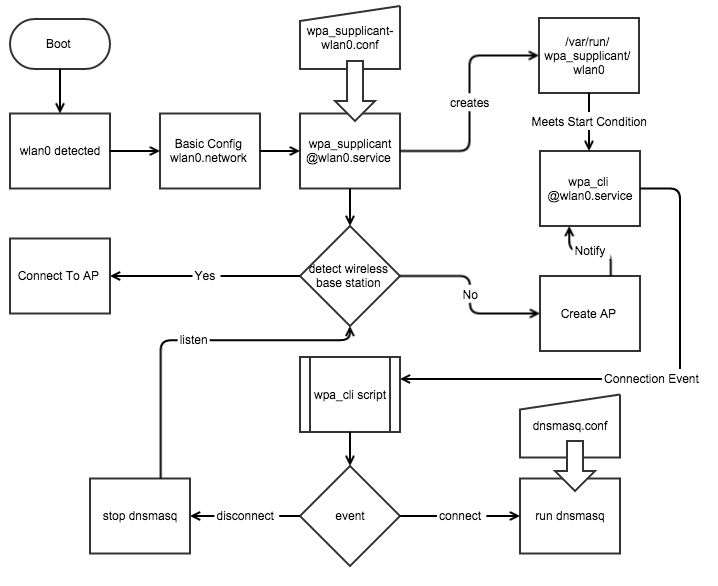 Boot
wpa_supplicant-
wlan0.conf
/var/run/
wpa_supplicant/
wlan0
creates
Meets Start Condition
wlan0 detected
Basic Config
wlan0.network
wpa_supplicant
@wlan0.service
wpa_cli
@wlan0.service
Notify
Connect To AP
Yes
detect wireless
base station
No
Create AP
listen
wpa_cli script
Connection Event
dnsmasq.conf
stop dnsmasq
disconnect
event
connect
run dnsmasq